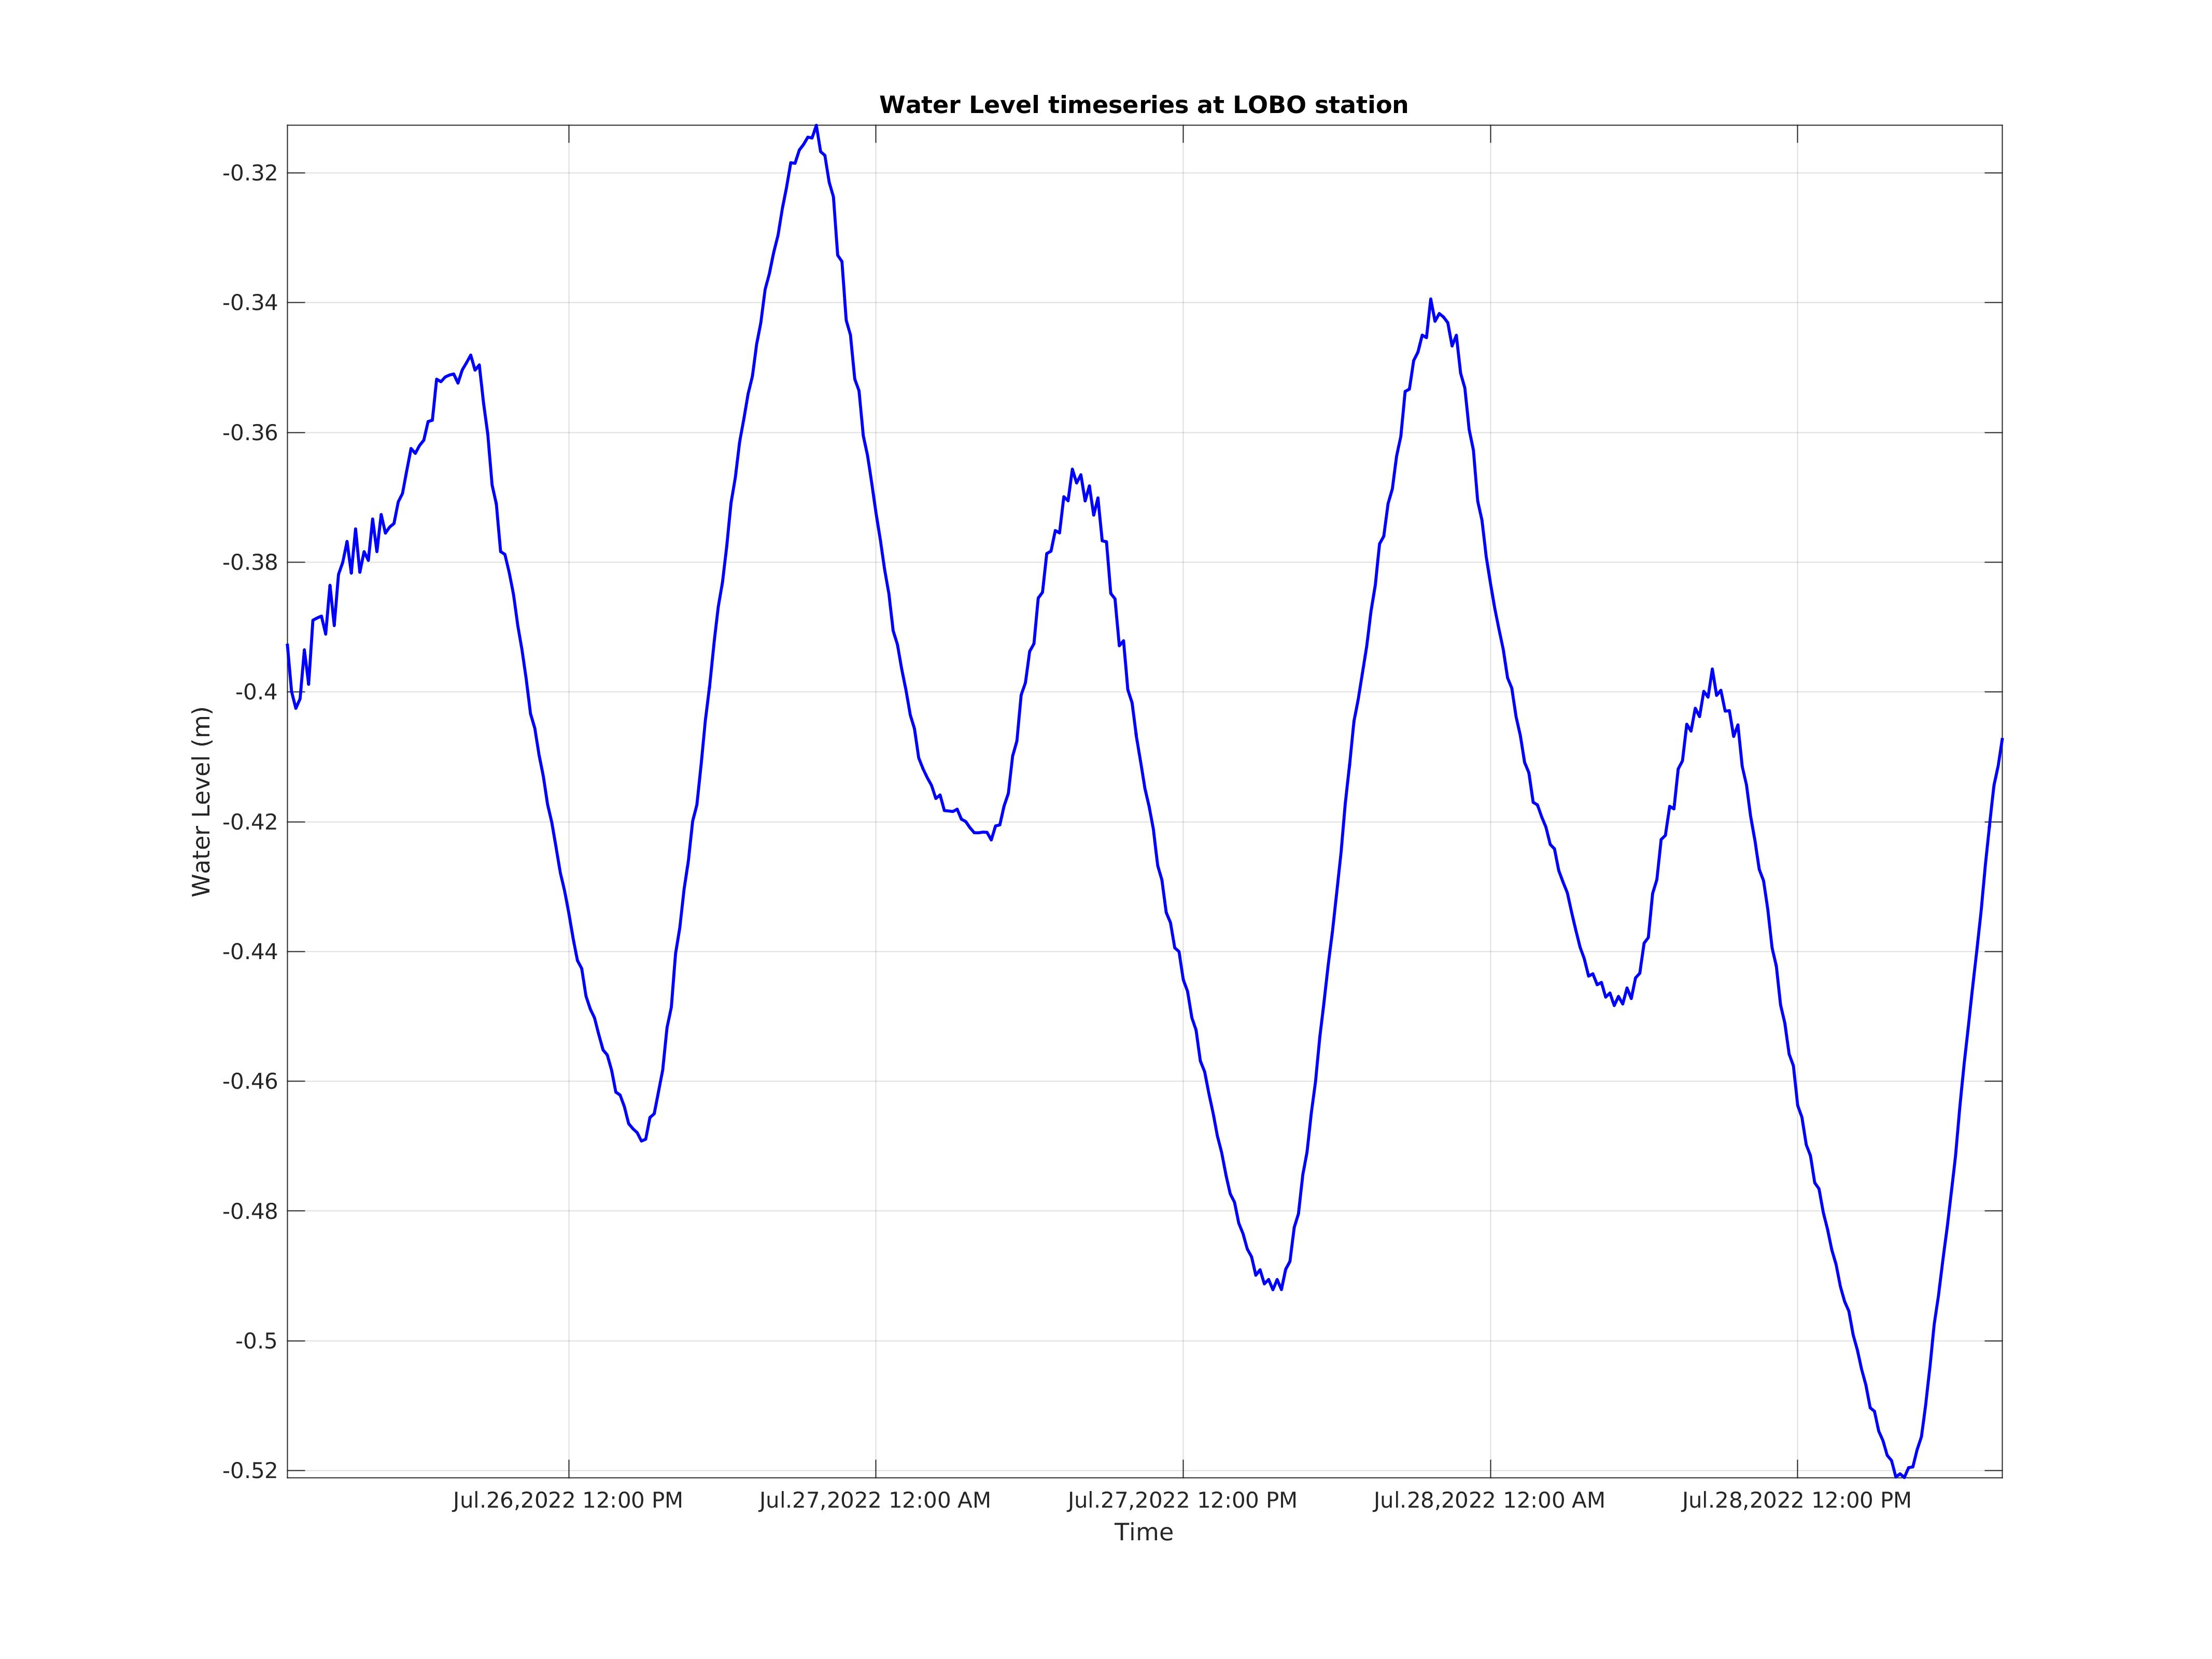 Water Level timeseries at LOBO station
-0.32
-0.34
-0.36
-0.38
-0.4
-0.42
-0.44
-0.46
-0.48
-0.5
-0.52
Water Level (m)
Jul.26,2022 12:00 PM Jul.27,2022 12:00 AM Jul.27,2022 12:00 PM Jul.28,2022 12:00 AM Jul.28,2022 12:00 PM
Time